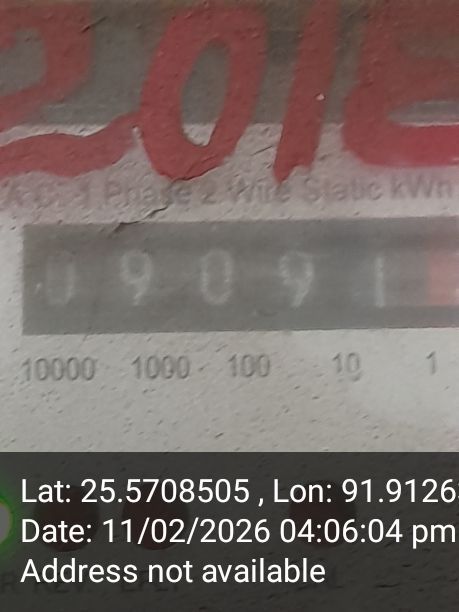 2018
A.C. 1 Phase 2 Wire Static kWh
0 9 0 9 1
10000 1000 100 10 1
Lat: 25.5708505 , Lon: 91.9126
Date: 11/02/2026 04:06:04 pm
Address not available